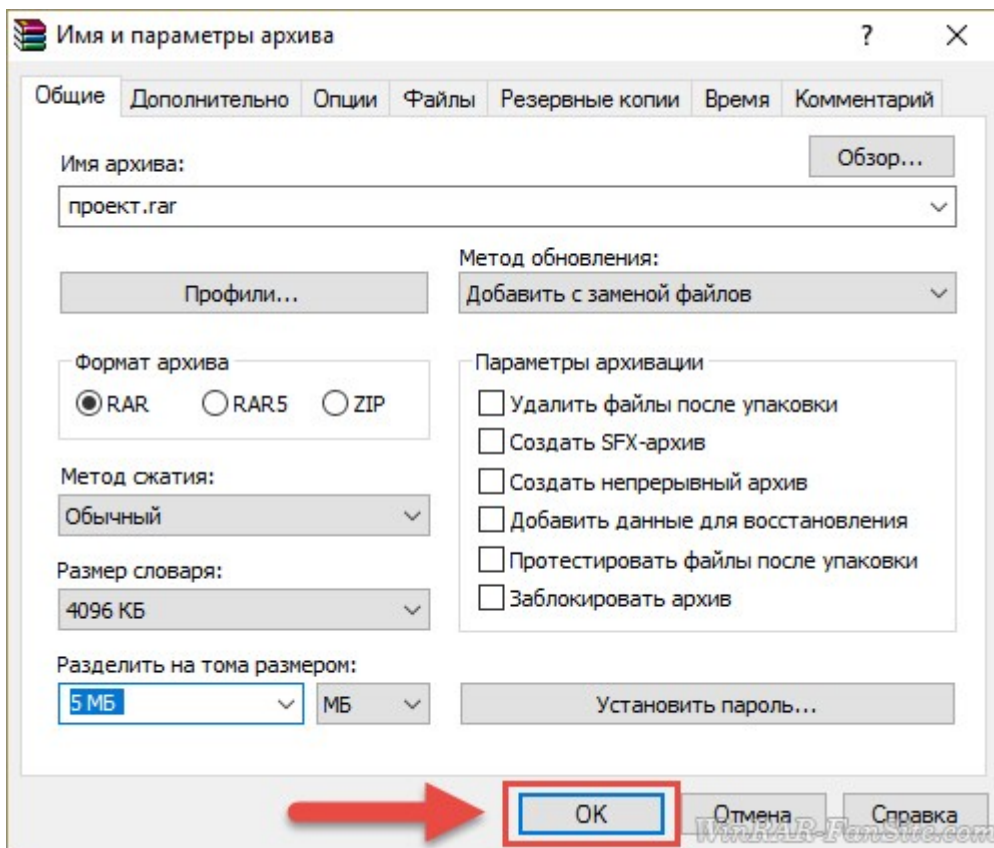 Имя и параметры архива
?
Общие Дополнительно Опции Файлы Резервные копии Время Комментарий
Имя архива:
Обзор...
проект.rar
Метод обновления:
Профили...
Добавить с заменой файлов
Формат архива
RAR RAR5 ZIP
Метод сжатия:
Обычный
Размер словаря:
4096 КБ
Разделить на тома размером:
5 МБ МБ
Параметры архивации
Удалить файлы после упаковки
Создать SFX-архив
Создать непрерывный архив
Добавить данные для восстановления
Протестировать файлы после упаковки
Заблокировать архив
Установить пароль...
ОК Отмена Справка
WinRAR-FanSite.com